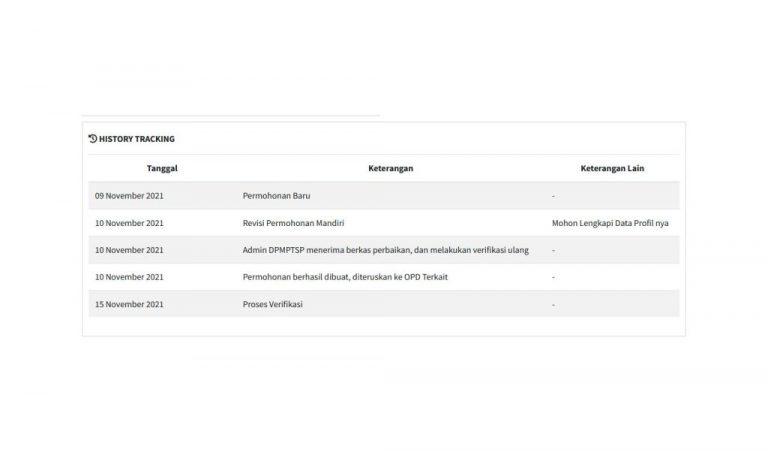 HISTORY TRACKING
Tanggal Keterangan Keterangan Lain
09 November 2021 Permohonan Baru -
10 November 2021 Revisi Permohonan Mandiri Mohon Lengkapi Data Profil nya
10 November 2021 Admin DPMPTSP menerima berkas perbaikan, dan melakukan verifikasi ulang -
10 November 2021 Permohonan berhasil dibuat, diteruskan ke OPD Terkait -
15 November 2021 Proses Verifikasi -